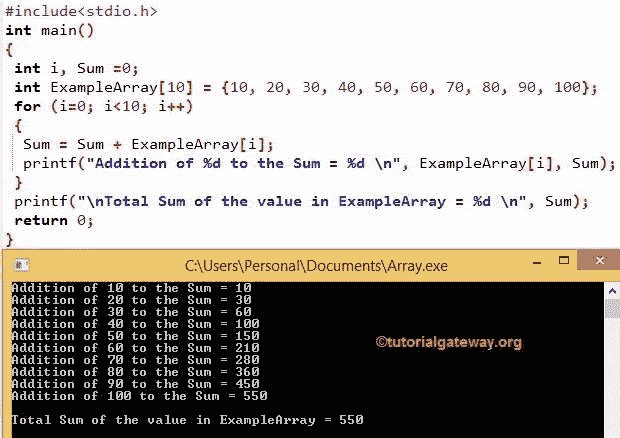 #include<stdio.h>
int main()
{
 int i, Sum =0;
 int ExampleArray[10] = {10, 20, 30, 40, 50, 60, 70, 80, 90, 100};
 for (i=0; i<10; i++)
 {
  Sum = Sum + ExampleArray[i];
  printf("Addition of %d to the Sum = %d \n", ExampleArray[i], Sum);
 }
 printf("\nTotal Sum of the value in ExampleArray = %d \n", Sum);
 return 0;
}
C:\Users\Personal\Documents\Array.exe
Addition of 10 to the Sum = 10
Addition of 20 to the Sum = 30
Addition of 30 to the Sum = 60
Addition of 40 to the Sum = 100
Addition of 50 to the Sum = 150
Addition of 60 to the Sum = 210
Addition of 70 to the Sum = 280
Addition of 80 to the Sum = 360
Addition of 90 to the Sum = 450
Addition of 100 to the Sum = 550
©tutorialgateway.org
Total Sum of the value in ExampleArray = 550